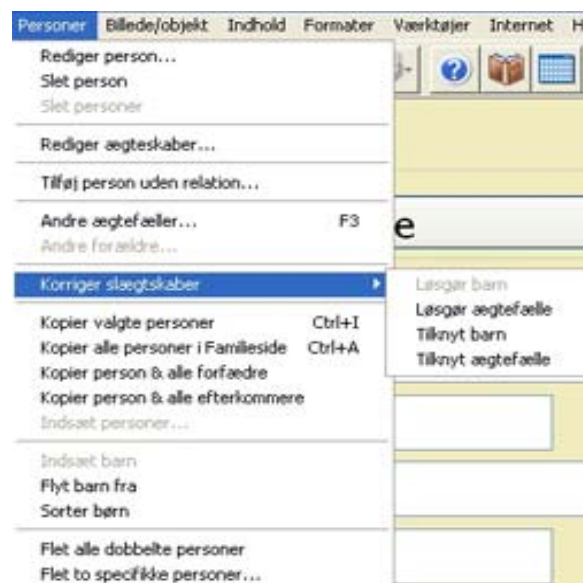 Personer Billede/objekt Indhold Formater Værktøjer Internet H
Rediger person...
Slet person
Slet personer
Rediger ægteskaber...
Tilføj person uden relation...
Andre ægtefæller... F3
Andre forældre...
e
Korriger slægtskaber
Løsgør barn
Løsgør ægtefælle
Tilknyt barn
Tilknyt ægtefælle
Kopier valgte personer Ctrl+I
Kopier alle personer i Familieside Ctrl+A
Kopier person & alle forfædre
Kopier person & alle efterkommere
Indsæt personer...
Indsæt barn
Flyt barn fra
Sorter børn
Flet alle dobbelte personer
Flet to specifikke personer...